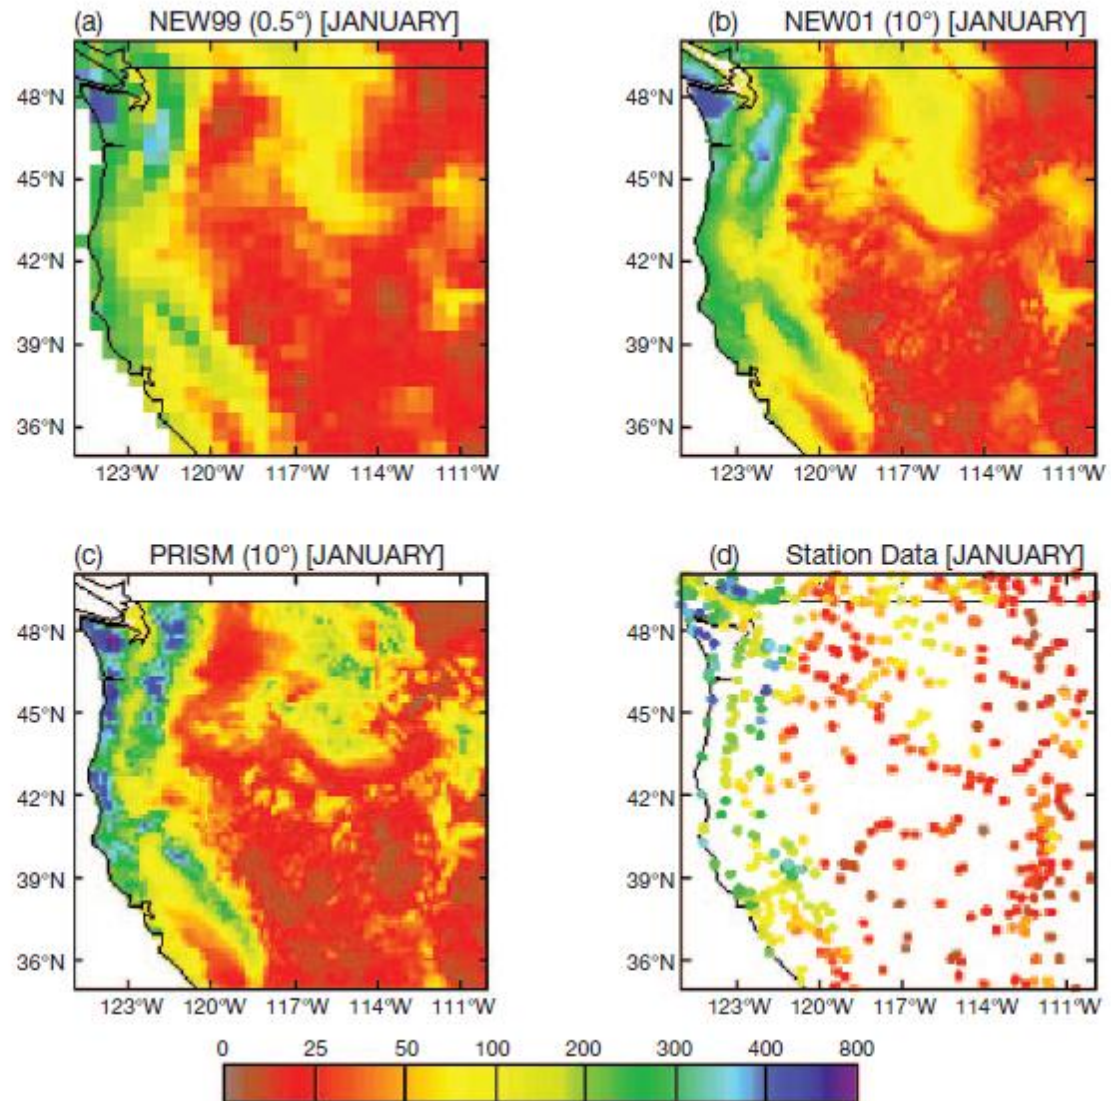 (a) NEW99 (0.5°) [JANUARY]
48°N
45°N
42°N
39°N
36°N
123°W 120°W 117°W 114°W 111°W
(b) NEW01 (10°) [JANUARY]
48°N
45°N
42°N
39°N
36°N
123°W 120°W 117°W 114°W 111°W
(c) PRISM (10°) [JANUARY]
48°N
45°N
42°N
39°N
36°N
123°W 120°W 117°W 114°W 111°W
(d) Station Data [JANUARY]
48°N
45°N
42°N
39°N
36°N
123°W 120°W 117°W 114°W 111°W
0 25 50 100 200 300 400 800